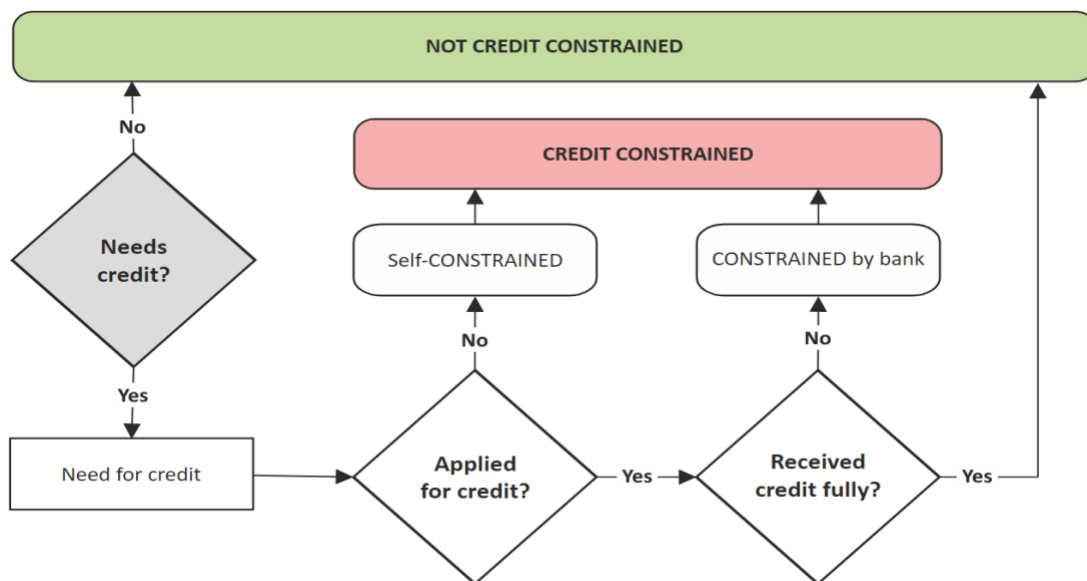 NOT CREDIT CONSTRAINED
No
CREDIT CONSTRAINED
Needs
credit?
Self-CONSTRAINED
CONSTRAINED by bank
No
No
Yes
Need for credit
Applied
for credit?
Yes
Received
credit fully?
Yes